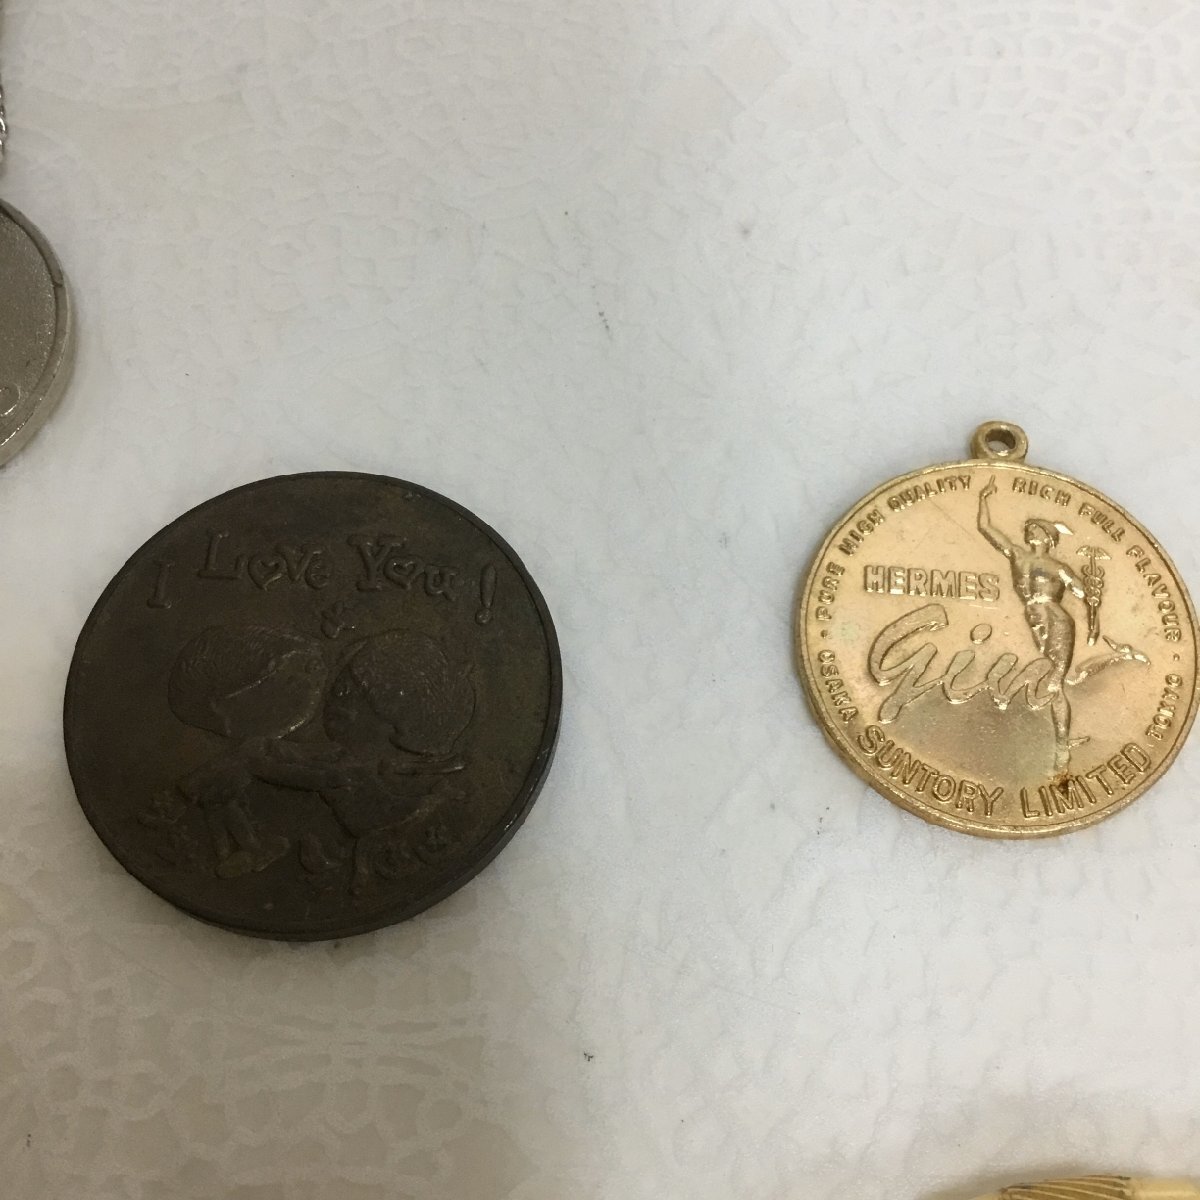 I Love You!
PURE HIGH QUALITY RICH FULL FLAVOUR
HERMES
Gin
OSAKA SUNTORY LIMITED TOKYO